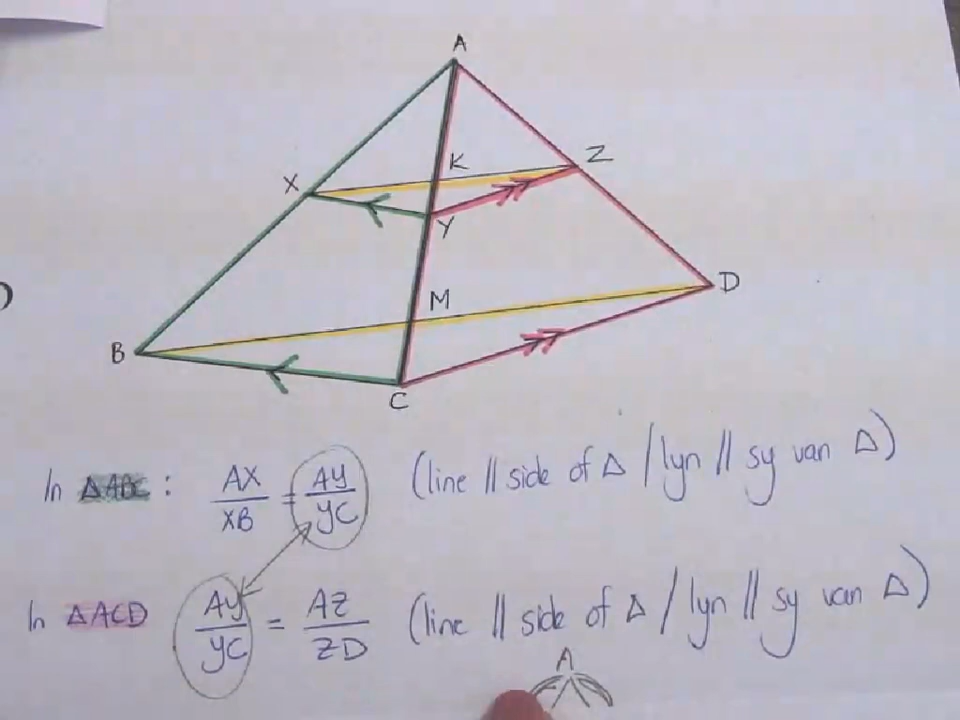 A
X
K
Z
Y
M
D
B
C
In ΔABC : AX/XB = AY/YC (line // side of Δ / lyn // sy van Δ)
In ΔACD AY/YC = AZ/ZD (line // side of Δ / lyn // sy van Δ)
A